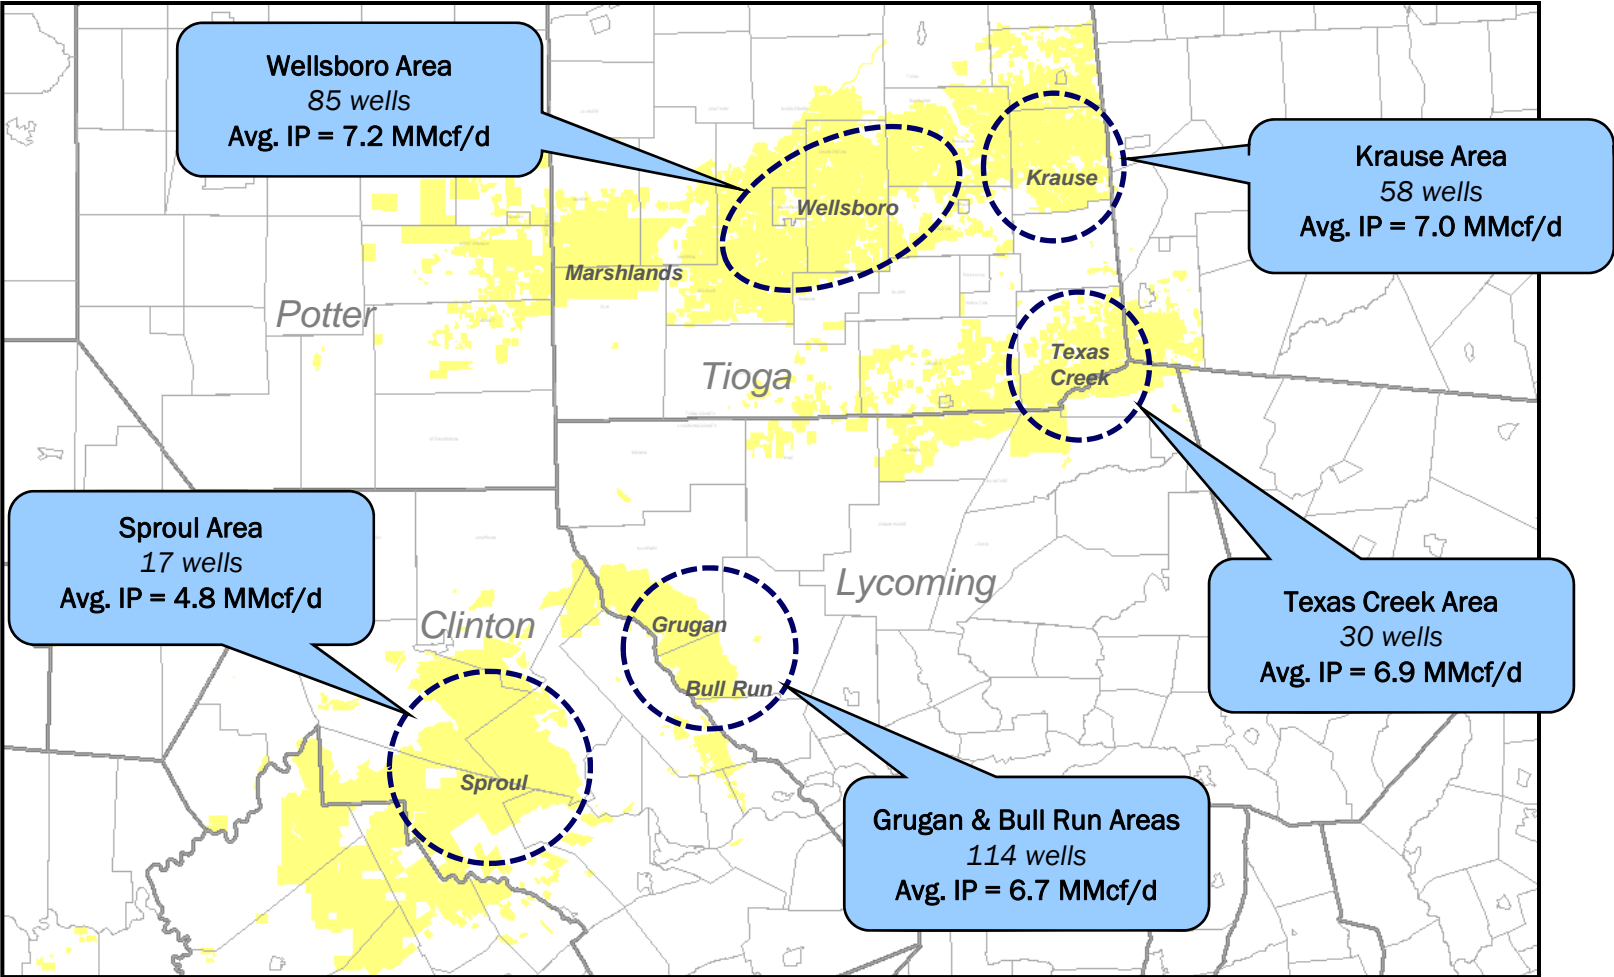 Wellsboro Area
85 wells
Avg. IP = 7.2 MMcf/d
Krause Area
58 wells
Avg. IP = 7.0 MMcf/d
Krause
Wellsboro
Marshlands
Potter
Texas
Creek
Tioga
Sproul Area
17 wells
Avg. IP = 4.8 MMcf/d
Lycoming
Clinton
Grugan
Bull Run
Texas Creek Area
30 wells
Avg. IP = 6.9 MMcf/d
Sproul
Grugan & Bull Run Areas
114 wells
Avg. IP = 6.7 MMcf/d